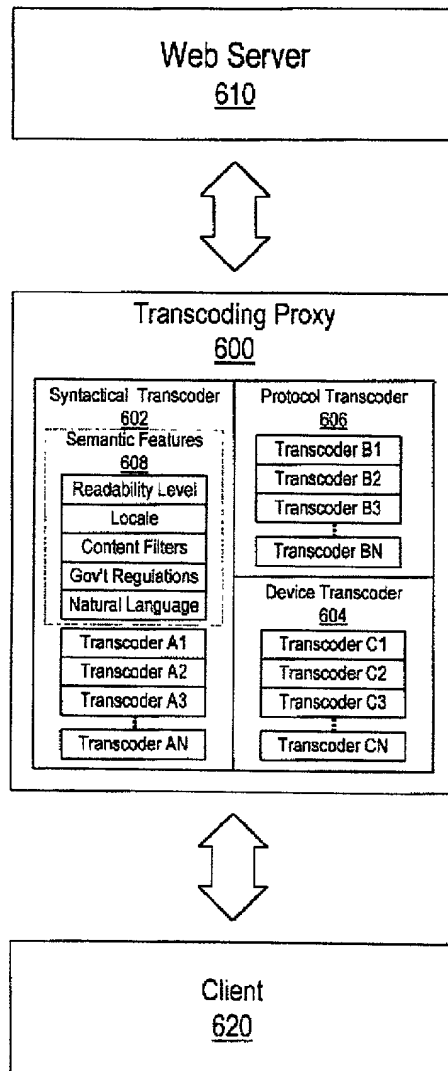 Web Server
610
Transcoding Proxy
600
Syntactical Transcoder
602
Semantic Features
608
Readability Level
Locale
Content Filters
Gov't Regulations
Natural Language
Transcoder A1
Transcoder A2
Transcoder A3
Transcoder AN
Protocol Transcoder
606
Transcoder B1
Transcoder B2
Transcoder B3
Transcoder BN
Device Transcoder
604
Transcoder C1
Transcoder C2
Transcoder C3
Transcoder CN
Client
620